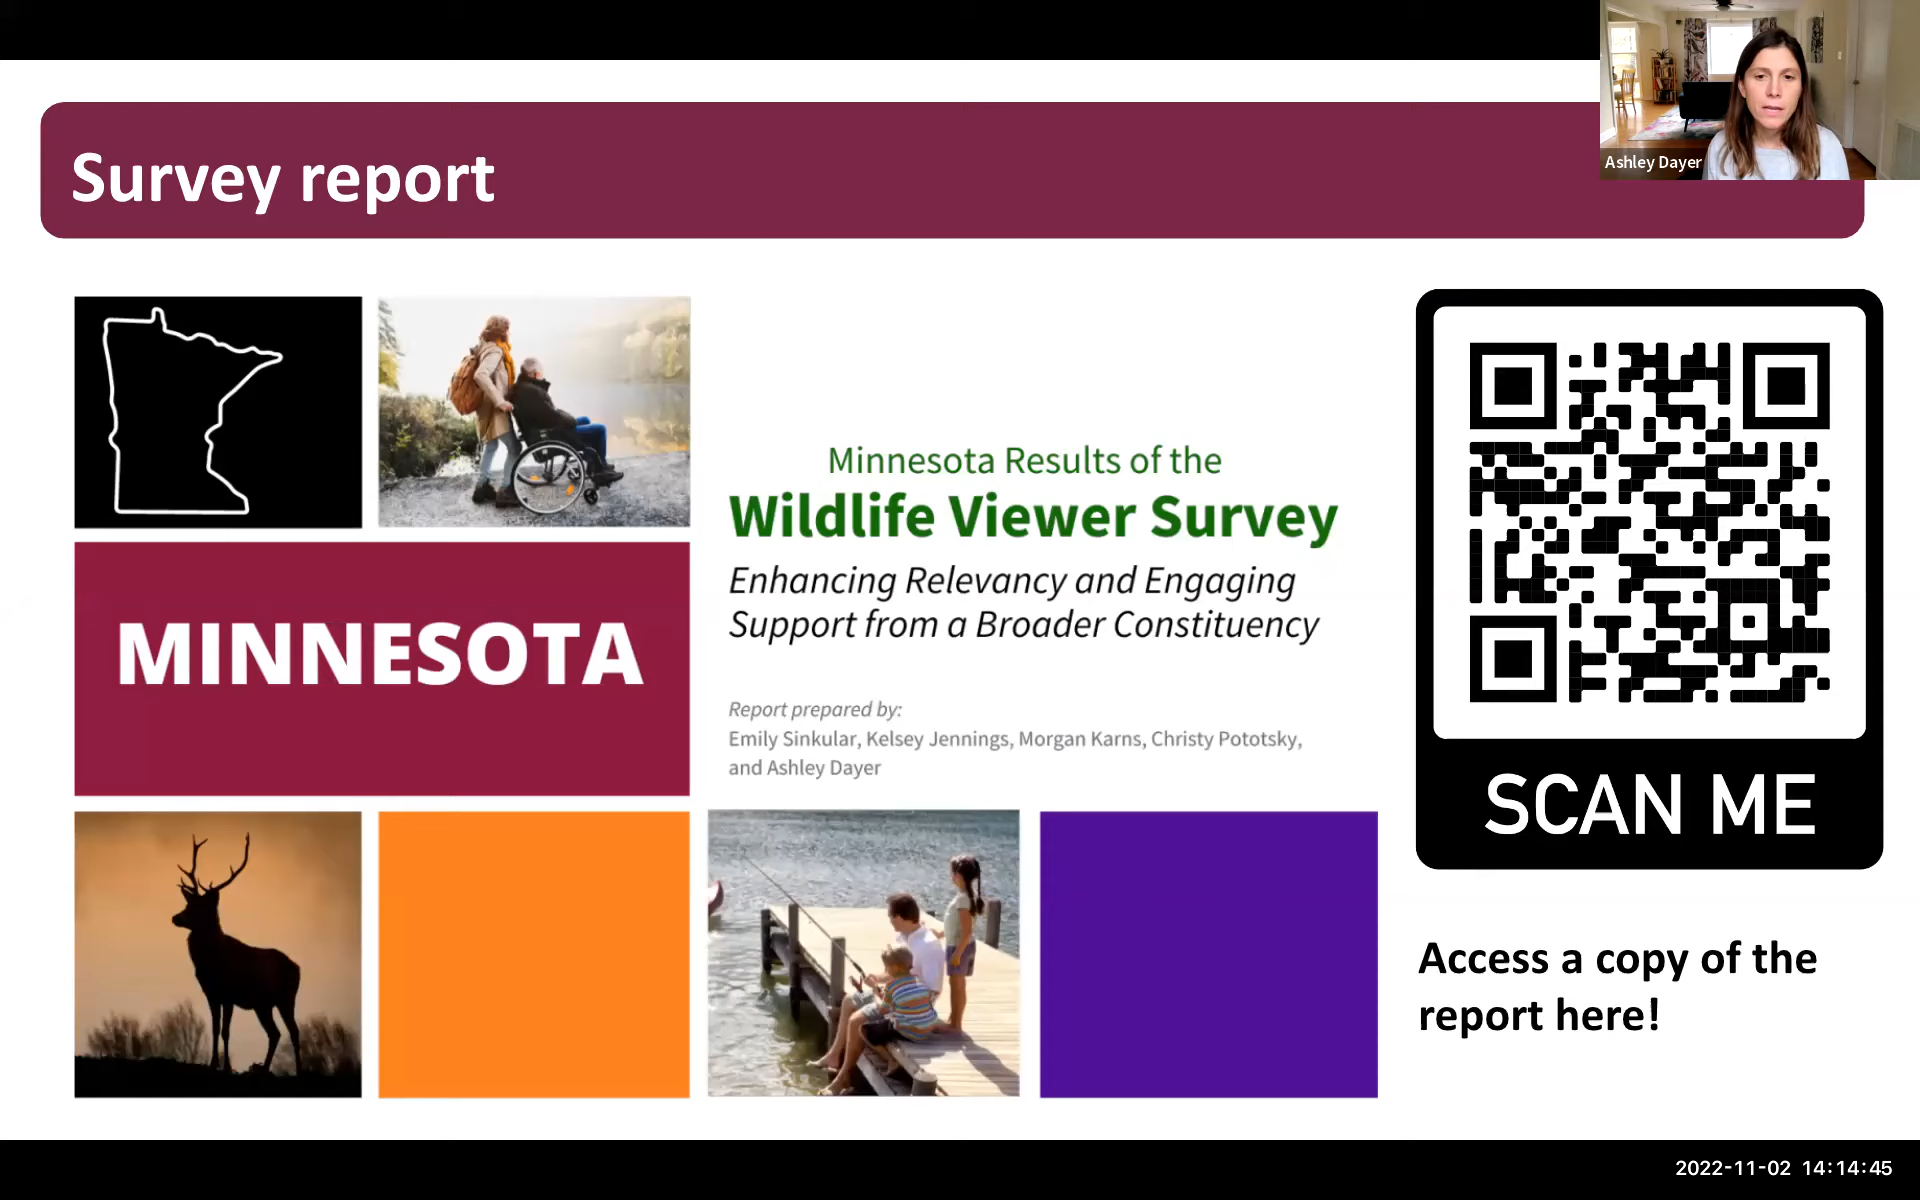 Ashley Dayer
Survey report
Minnesota Results of the
Wildlife Viewer Survey
Enhancing Relevancy and Engaging
Support from a Broader Constituency
MINNESOTA
Report prepared by:
Emily Sinkular, Kelsey Jennings, Morgan Karns, Christy Pototsky,
and Ashley Dayer
SCAN ME
Access a copy of the
report here!
2022-11-02 14:14:45